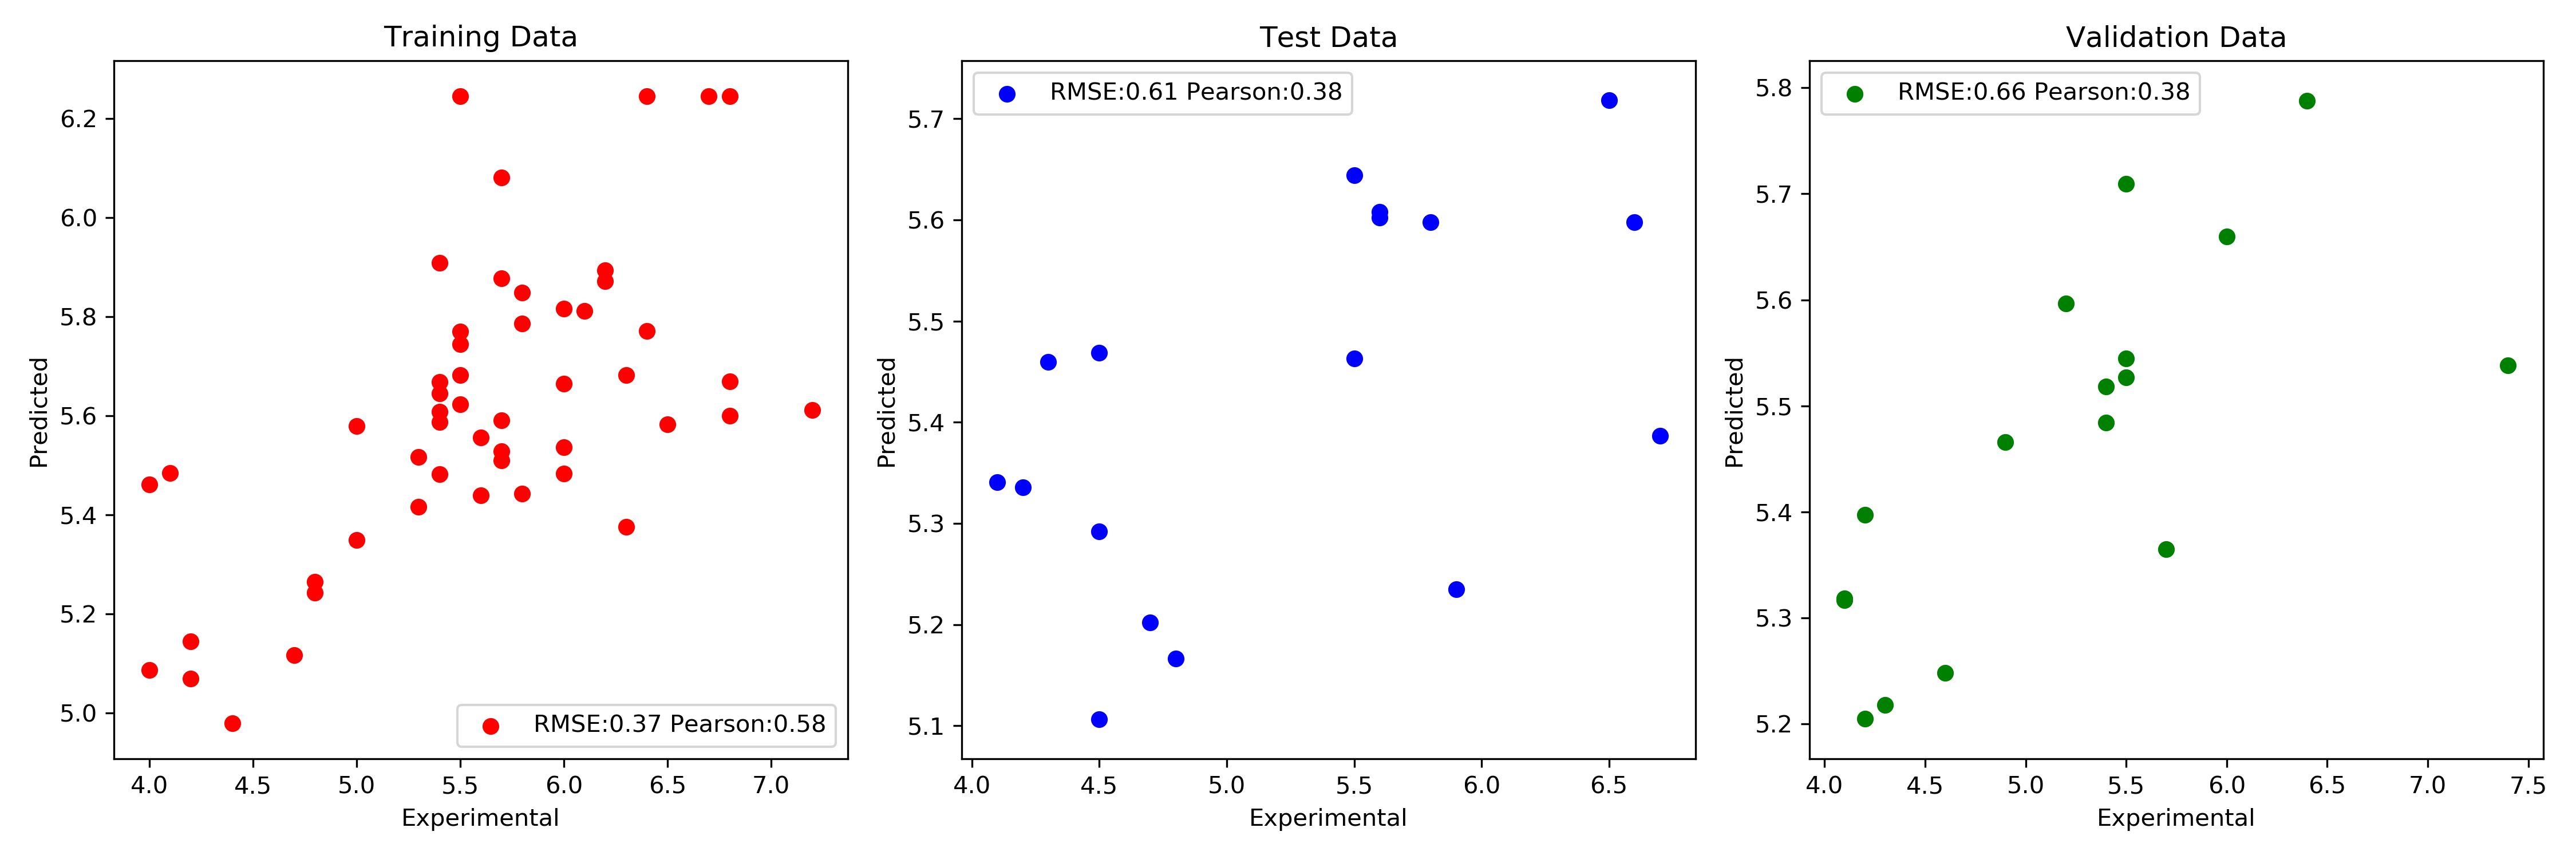 Training Data
6.2
6.0
5.8
5.6
5.4
5.2
5.0
Predicted
RMSE:0.37 Pearson:0.58
4.0 4.5 5.0 5.5 6.0 6.5 7.0
Experimental
Test Data
RMSE:0.61 Pearson:0.38
5.7
5.6
5.5
5.4
5.3
5.2
5.1
Predicted
4.0 4.5 5.0 5.5 6.0 6.5
Experimental
Validation Data
RMSE:0.66 Pearson:0.38
5.8
5.7
5.6
5.5
5.4
5.3
5.2
Predicted
4.0 4.5 5.0 5.5 6.0 6.5 7.0 7.5
Experimental